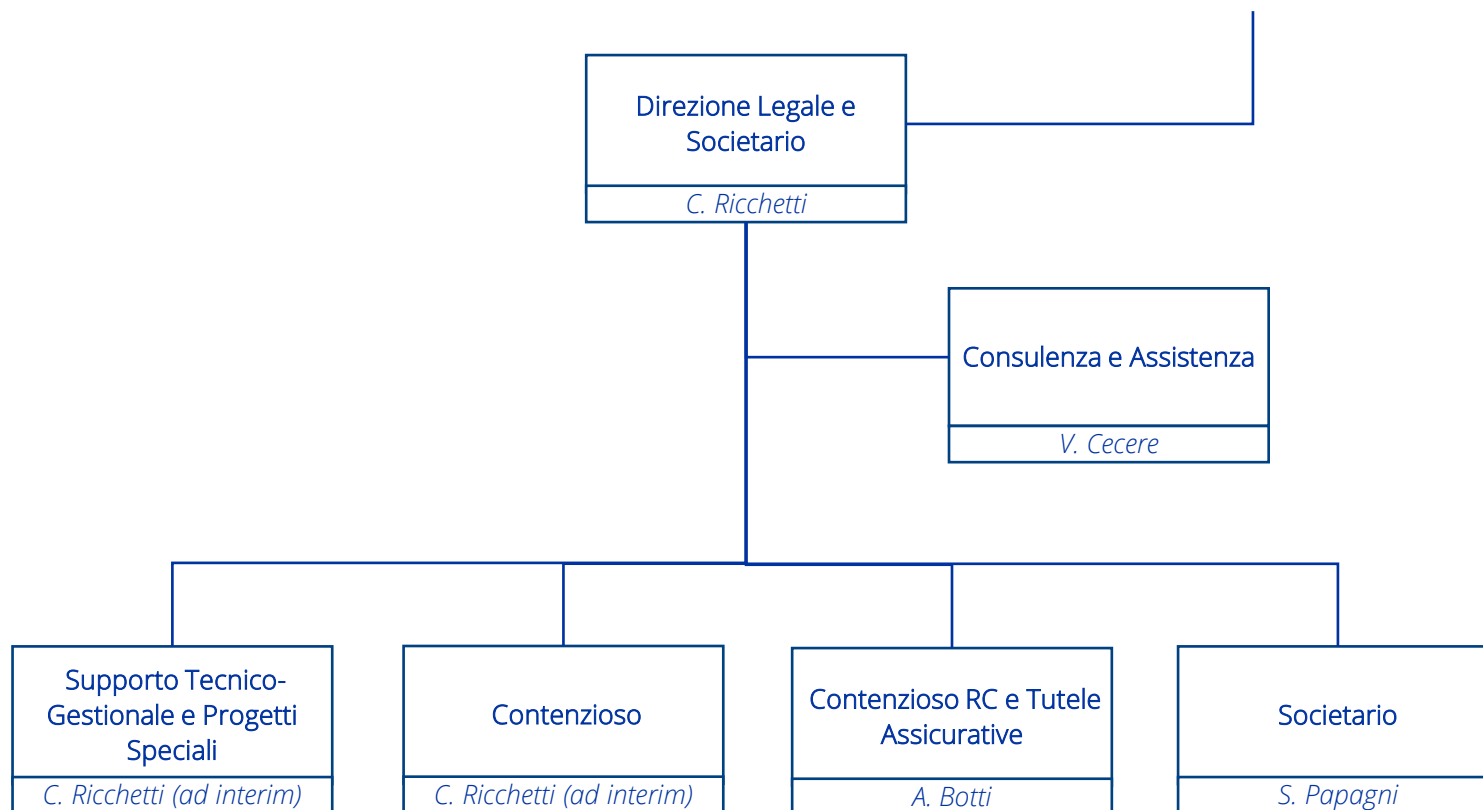 Direzione Legale e
Societario
C. Ricchetti
Consulenza e Assistenza
V. Cecere
Supporto Tecnico-
Gestionale e Progetti
Speciali
C. Ricchetti (ad interim)
Contenzioso
C. Ricchetti (ad interim)
Contenzioso RC e Tutele
Assicurative
A. Botti
Societario
S. Papagni